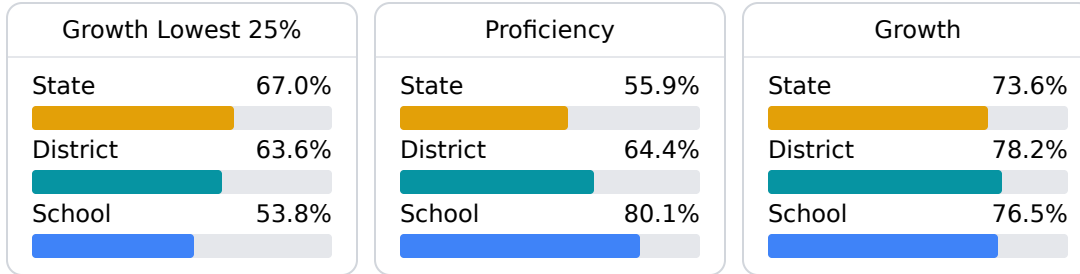 Growth Lowest 25%
State 67.0%
District 63.6%
School 53.8%
Proficiency
State 55.9%
District 64.4%
School 80.1%
Growth
State 73.6%
District 78.2%
School 76.5%